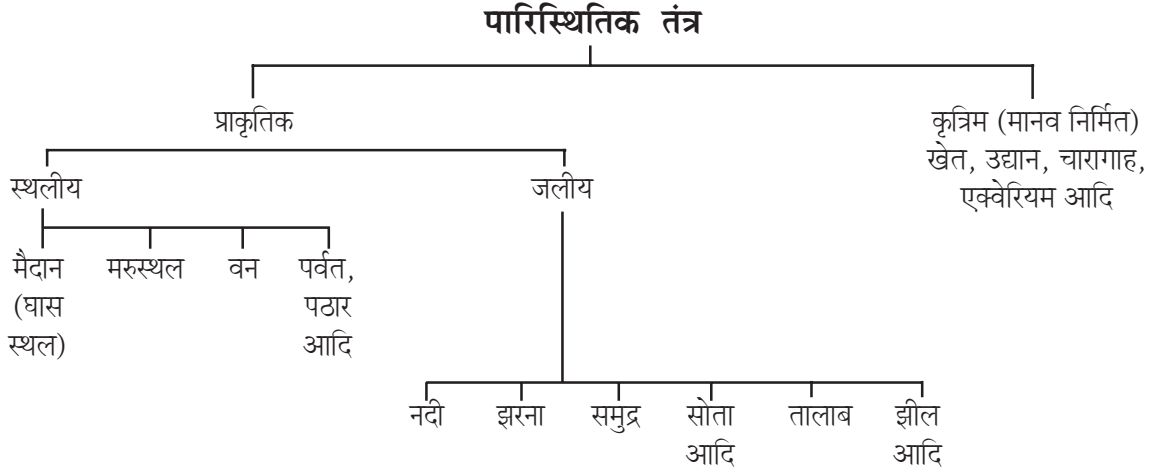 पारिस्थितिक तंत्र
प्राकृतिक
कृत्रिम (मानव निर्मित)
खेत, उद्यान, चारागाह,
एक्वेरियम आदि
स्थलीय
जलीय
मैदान
(घास
स्थल)
मरुस्थल
वन
पर्वत,
पठार
आदि
नदी
झरना
समुद्र
सोता
आदि
तालाब
झील
आदि